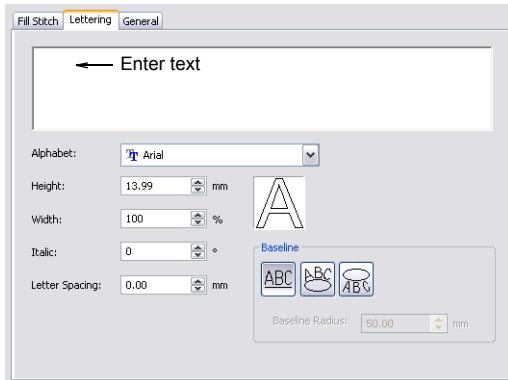 Fill Stitch Lettering General
Enter text
Alphabet: Arial
Height: 13.99 mm
Width: 100 %
Italic: 0 °
Letter Spacing: 0.00 mm
A
Baseline
ABC ABC ABC
Baseline Radius: 50.00 mm